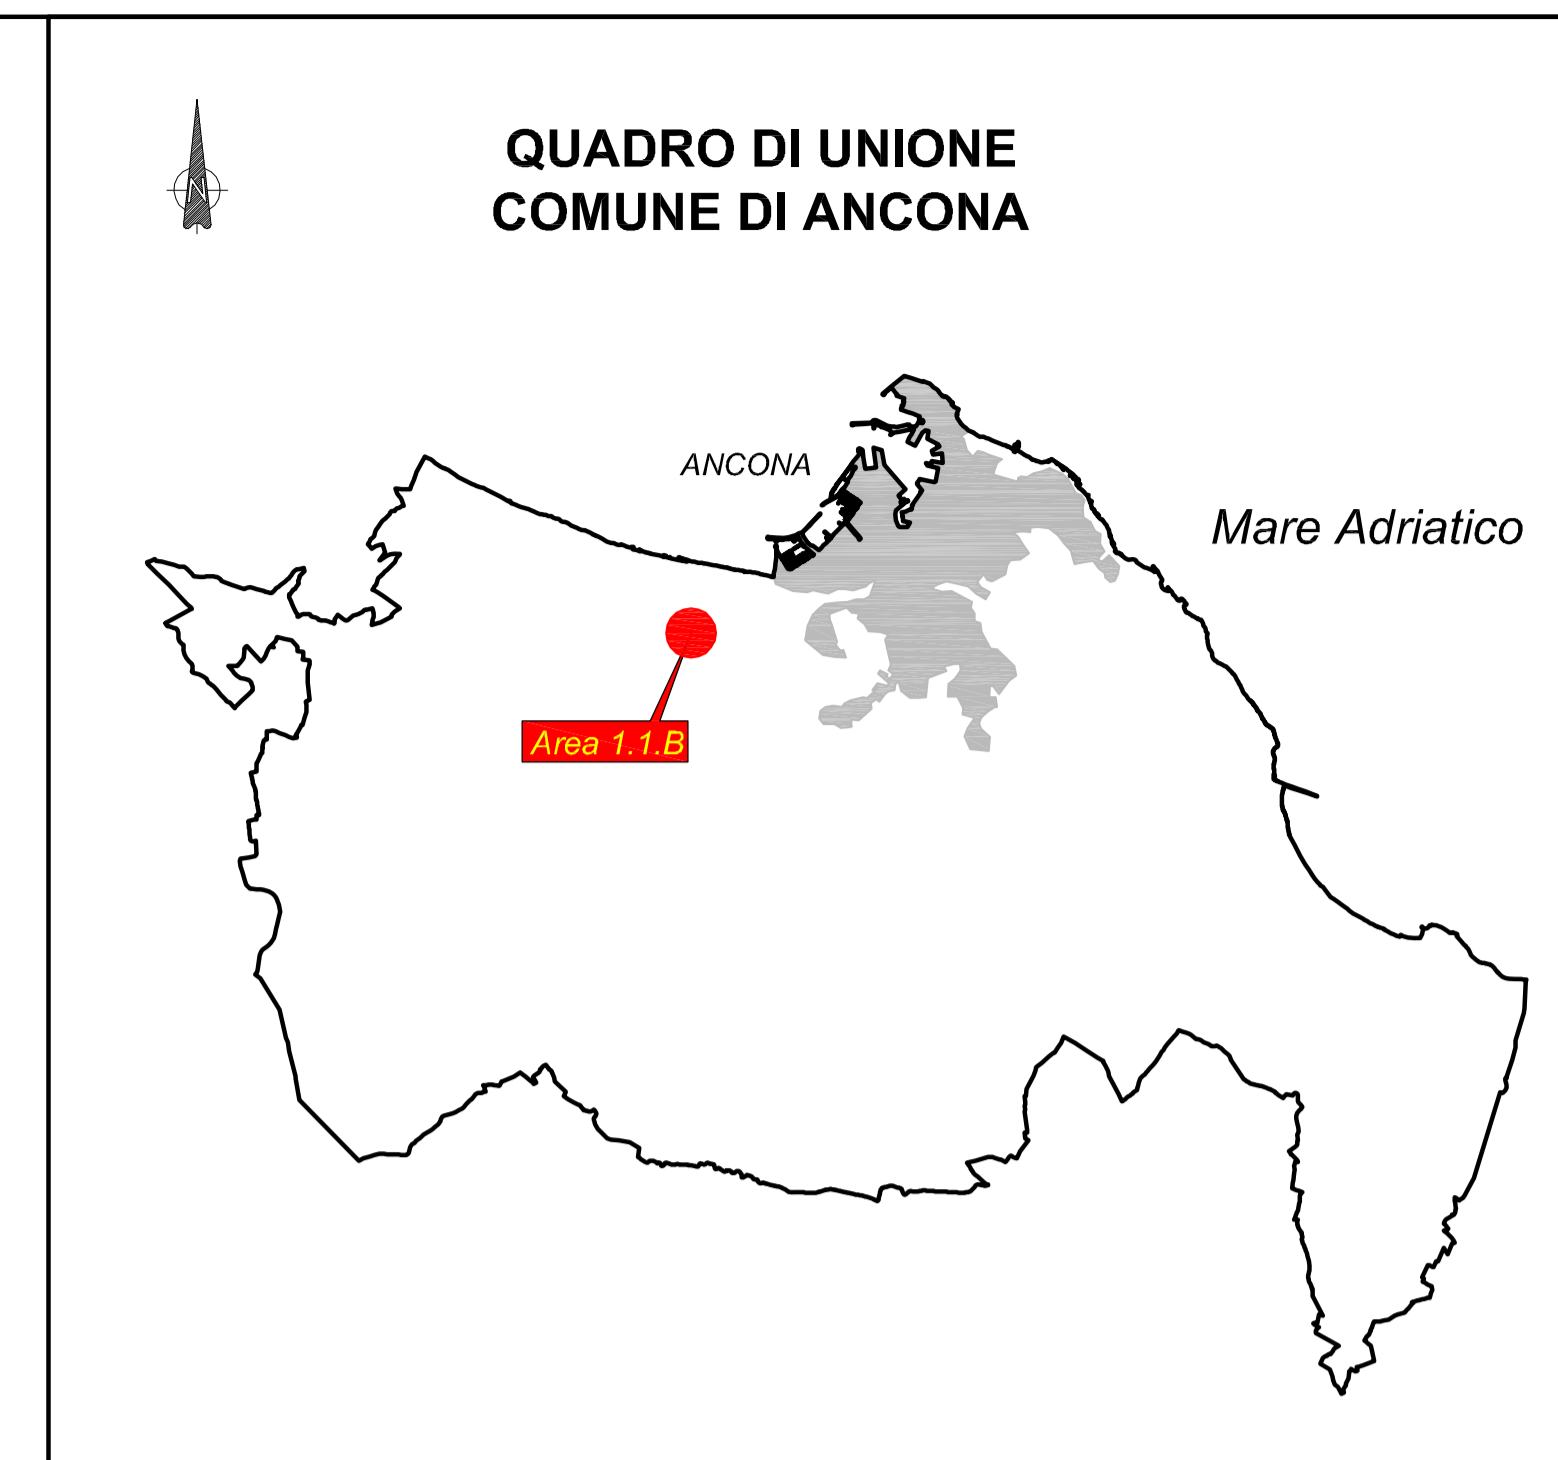 N
QUADRO DI UNIONE
COMUNE DI ANCONA
ANCONA
Mare Adriatico
Area 1.1.B